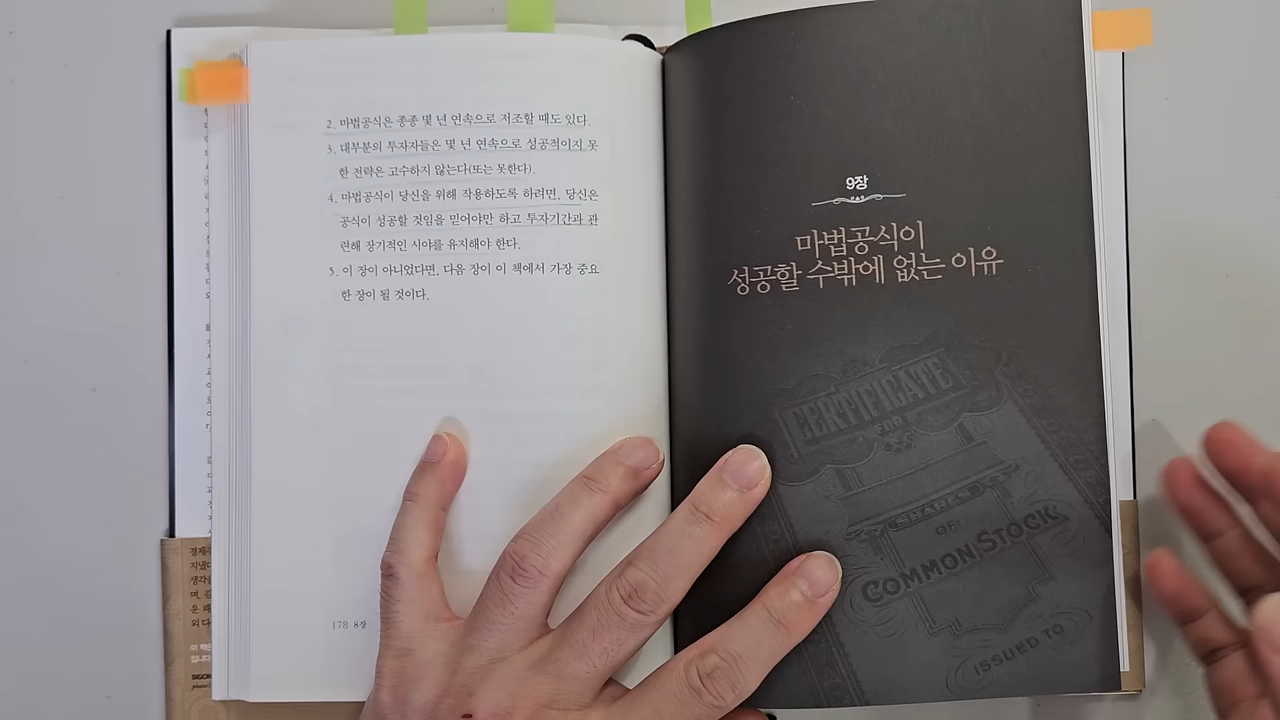 2. 마법공식은 종종 몇 년 연속으로 저조할 때도 있다.
3. 대부분의 투자자들은 몇 년 연속으로 성공적이지 못
한 전략은 고수하지 않는다(또는 못한다).
4. 마법공식이 당신을 위해 작용하도록 하려면, 당신은
공식이 성공할 것임을 믿어야만 하고 투자기간과 관
련해 장기적인 시야를 유지해야 한다.
5. 이 장이 아니었다면, 다음 장이 이 책에서 가장 중요
한 장이 될 것이다.
178 8장
9장
마법공식이
성공할 수밖에 없는 이유
CERTIFICATE
FOR
SHARES
OF
COMMON STOCK
ISSUED TO